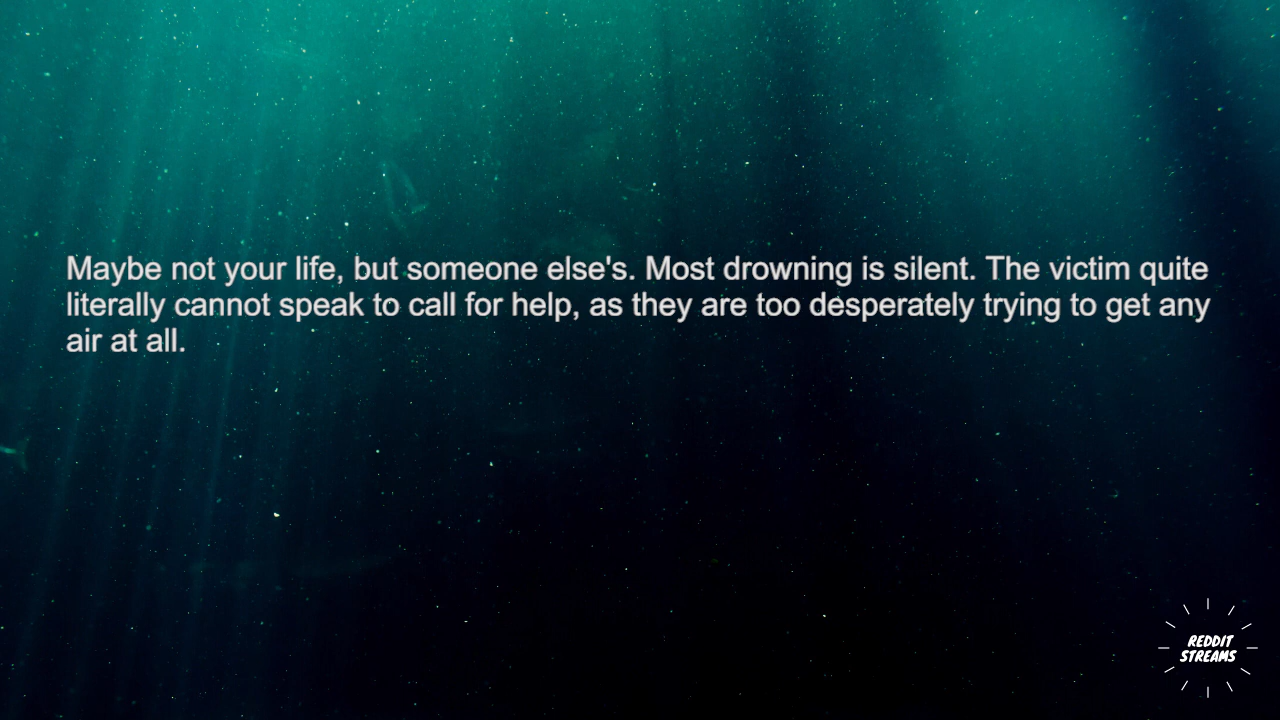 Maybe not your life, but someone else's. Most drowning is silent. The victim quite
literally cannot speak to call for help, as they are too desperately trying to get any
air at all.
REDDIT
STREAMS